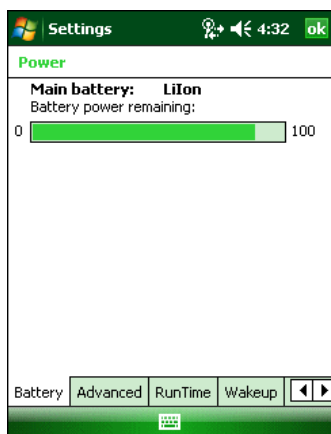 Settings 4:32 ok
Power
Main battery: LiIon
Battery power remaining:
0 100
Battery Advanced RunTime Wakeup